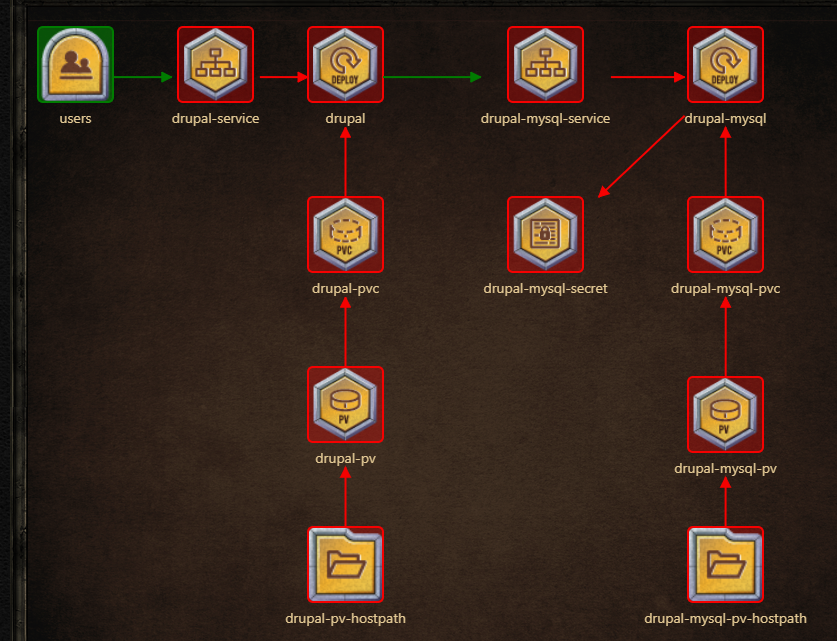 DEPLOY
DEPLOY
users
drupal-service
drupal
drupal-mysql-service
drupal-mysql
PVC
PVC
drupal-pvc
drupal-mysql-secret
drupal-mysql-pvc
PV
PV
drupal-pv
drupal-mysql-pv
drupal-pv-hostpath
drupal-mysql-pv-hostpath